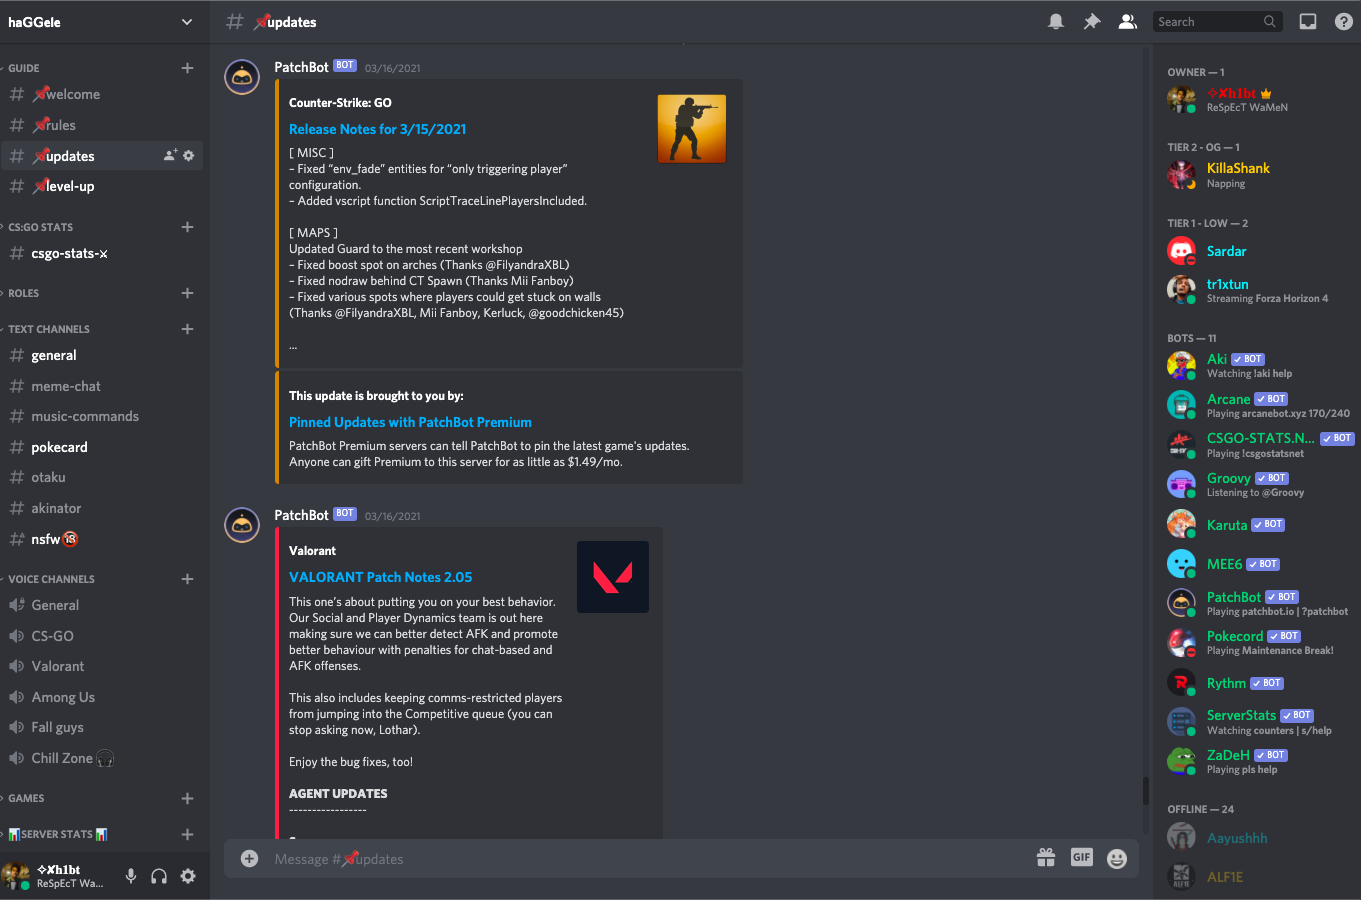 haGGele
GUIDE
# 📌welcome
# 📌rules
# 📌updates
# 📌level-up
CS:GO STATS
# csgo-stats-⚔
ROLES
TEXT CHANNELS
# general
# meme-chat
# music-commands
# pokecard
# otaku
# akinator
# nsfw🔞
VOICE CHANNELS
General
CS-GO
Valorant
Among Us
Fall guys
Chill Zone🎧
GAMES
📊SERVER STATS📊
✧✘h1bt
ReSpEcT Wa...
# 📌updates
Search
PatchBot BOT 03/16/2021
Counter-Strike: GO
Release Notes for 3/15/2021
[ MISC ]
– Fixed “env_fade” entities for “only triggering player”
configuration.
– Added vscript function ScriptTraceLinePlayersIncluded.
[ MAPS ]
Updated Guard to the most recent workshop
– Fixed boost spot on arches (Thanks @FilyandraXBL)
– Fixed nodraw behind CT Spawn (Thanks Mii Fanboy)
– Fixed various spots where players could get stuck on walls
(Thanks @FilyandraXBL, Mii Fanboy, Kerluck, @goodchicken45)
...
This update is brought to you by:
Pinned Updates with PatchBot Premium
PatchBot Premium servers can tell PatchBot to pin the latest game's updates.
Anyone can gift Premium to this server for as little as $1.49/mo.
PatchBot BOT 03/16/2021
Valorant
VALORANT Patch Notes 2.05
This one’s about putting you on your best behavior.
Our Social and Player Dynamics team is out here
making sure we can better detect AFK and promote
better behaviour with penalties for chat-based and
AFK offenses.
This also includes keeping comms-restricted players
from jumping into the Competitive queue (you can
stop asking now, Lothar).
Enjoy the bug fixes, too!
AGENT UPDATES
-----------------
Message #📌updates
GIF
OWNER — 1
✧✘h1bt
ReSpEcT WaMeN
TIER 2 - OG — 1
KillaShank
Napping
TIER 1 - LOW — 2
Sardar
tr1xtun
Streaming Forza Horizon 4
BOTS — 11
Aki ✓ BOT
Watching !aki help
Arcane ✓ BOT
Playing arcanebot.xyz 170/240
CSGO-STATS.N... ✓ BOT
Playing !csgostatsnet
Groovy ✓ BOT
Listening to @Groovy
Karuta ✓ BOT
MEE6 ✓ BOT
PatchBot ✓ BOT
Playing patchbot.io | ?patchbot
Pokecord ✓ BOT
Playing Maintenance Break!
Rythm ✓ BOT
ServerStats ✓ BOT
Watching counters | s/help
ZaDeH ✓ BOT
Playing pls help
OFFLINE — 24
Aayushhh
ALF1E